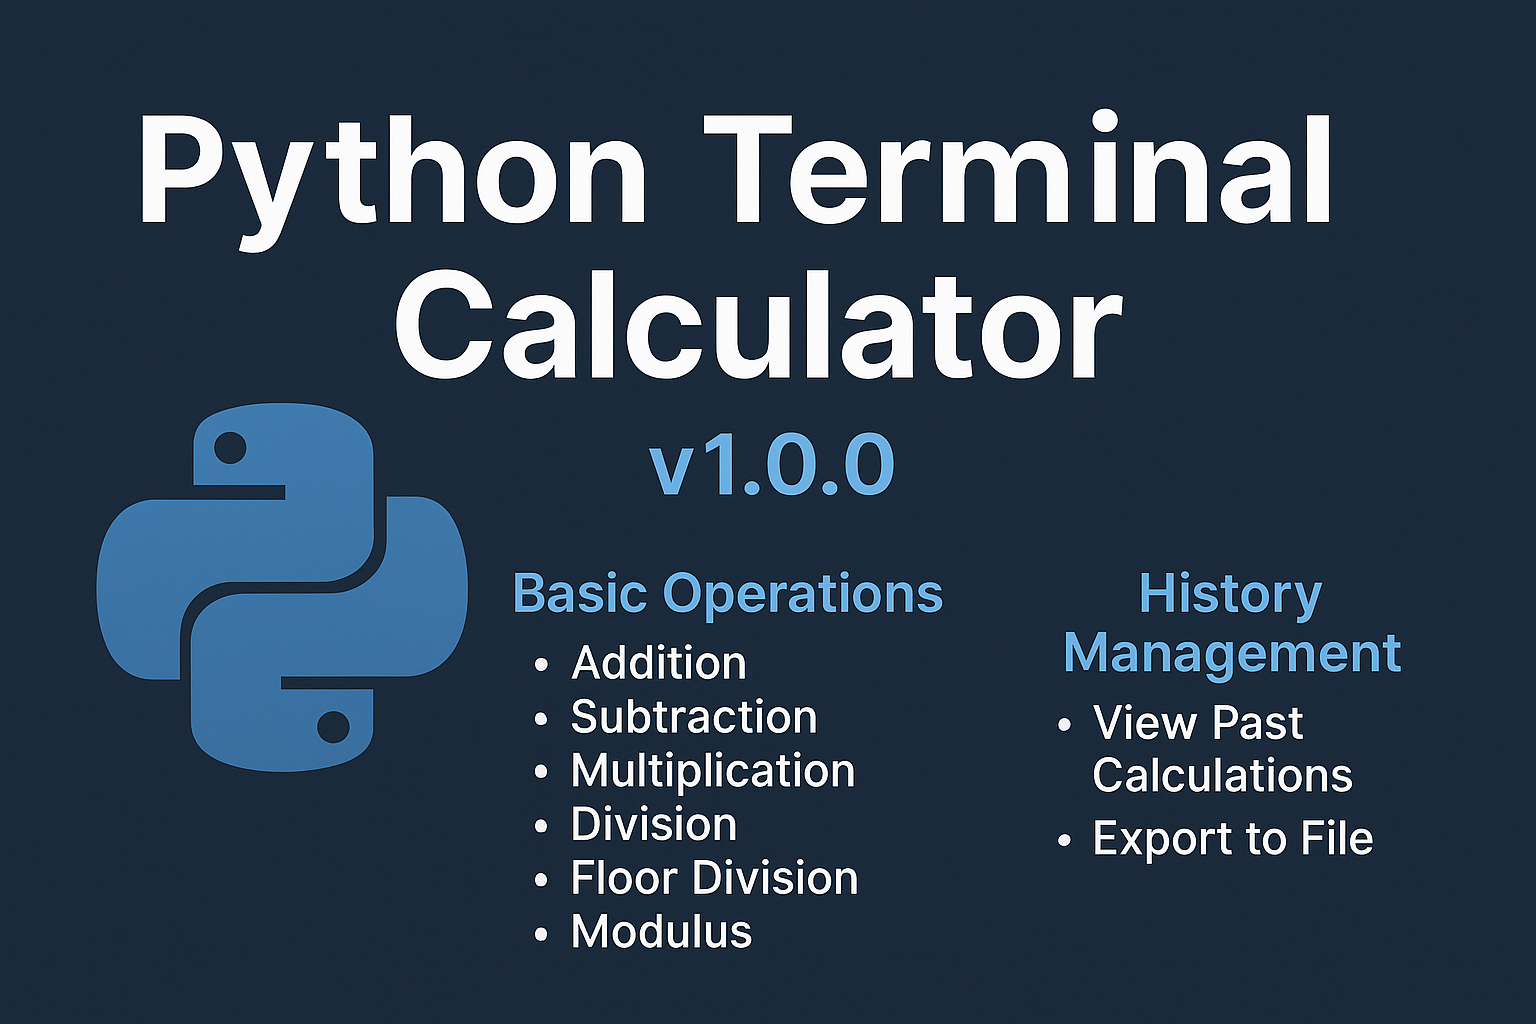 Python Terminal
Calculator
v1.0.0
Basic Operations
• Addition
• Subtraction
• Multiplication
• Division
• Floor Division
• Modulus
History
Management
• View Past
Calculations
• Export to File